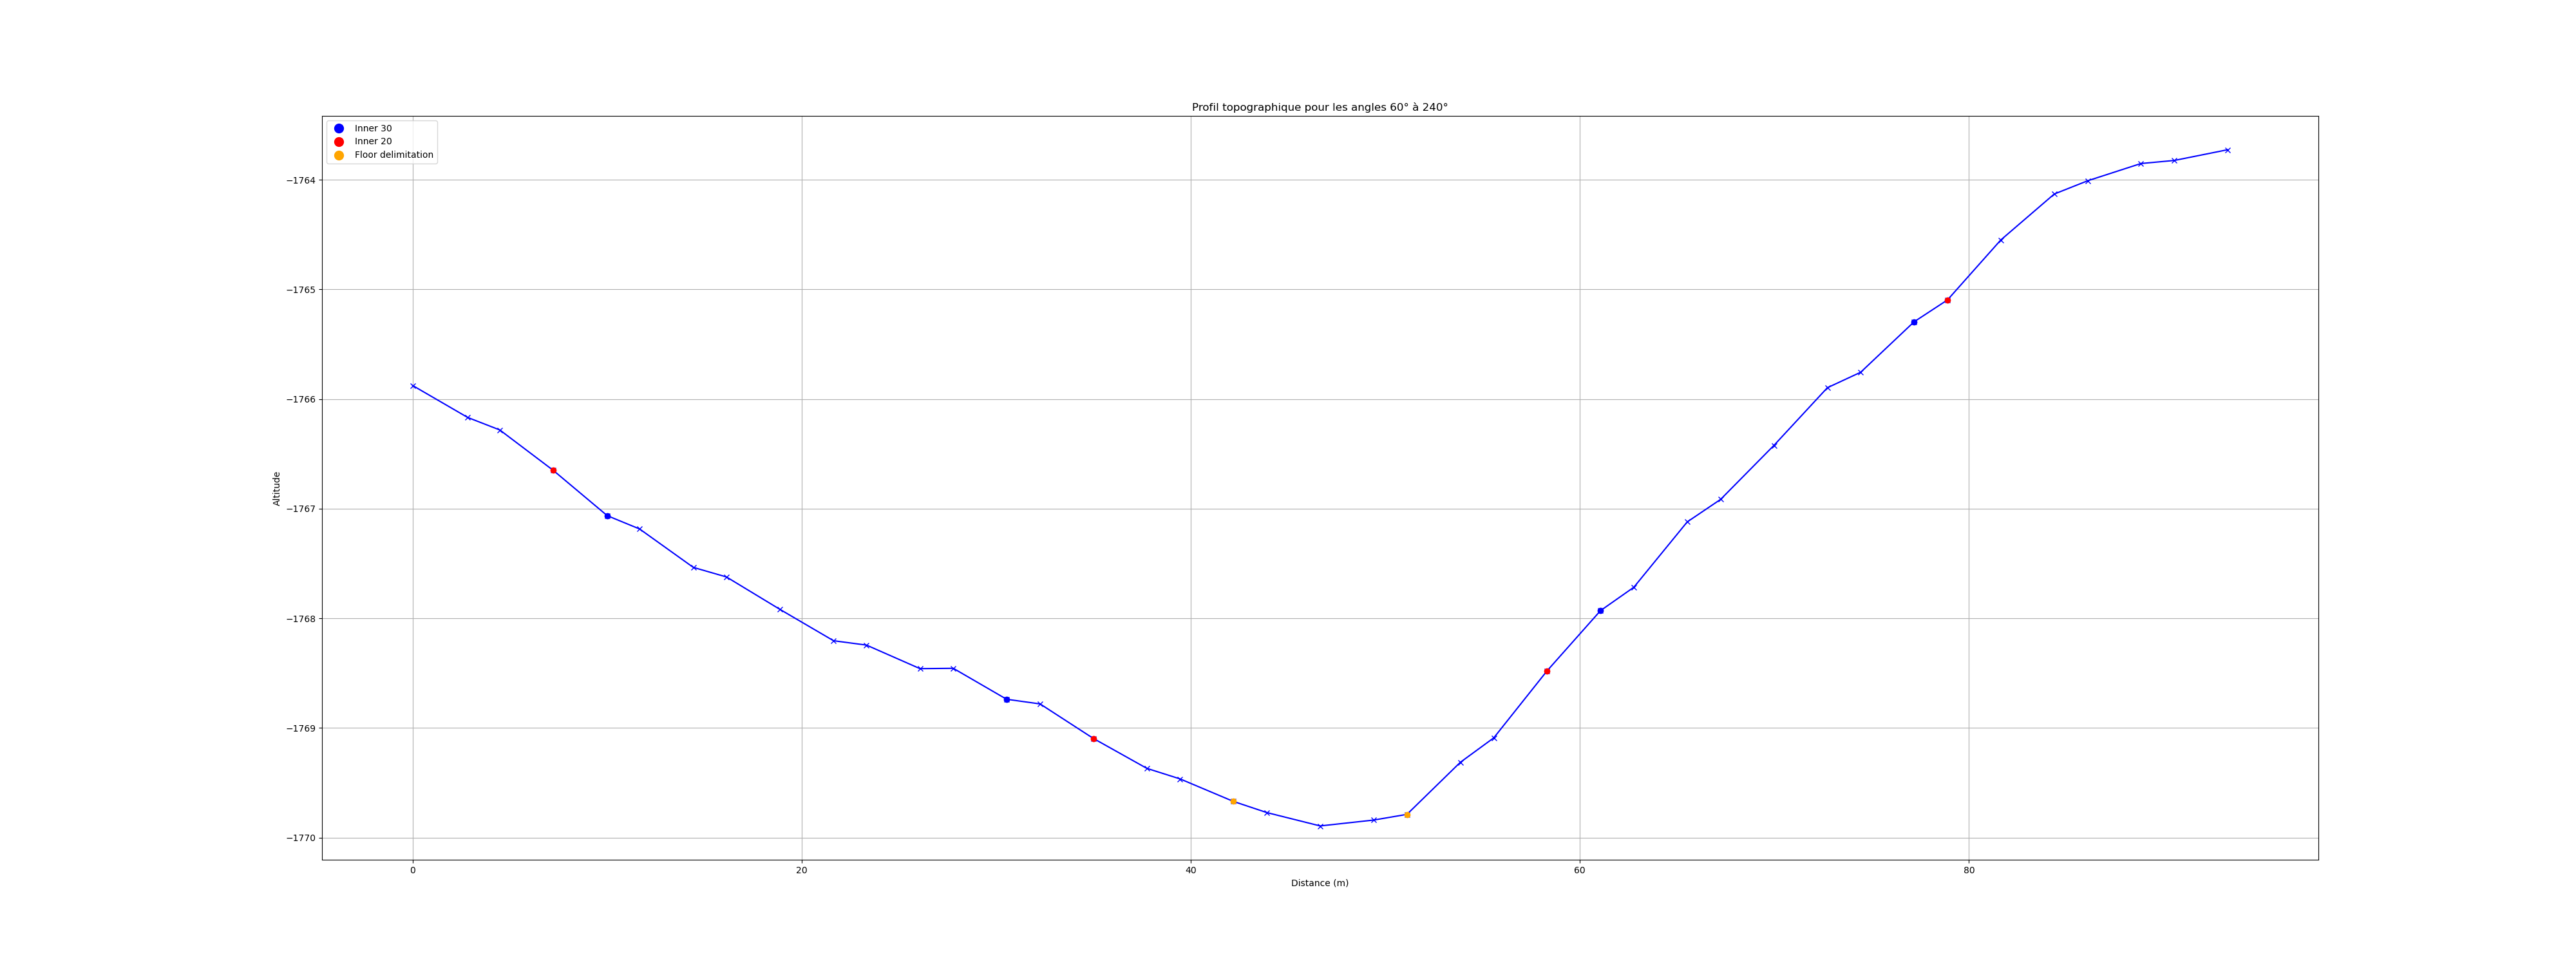 Profil topographique pour les angles 60° à 240°
Inner 30
Inner 20
Floor delimitation
−1764
−1765
−1766
−1767
−1768
−1769
−1770
Altitude
0 20 40 60 80
Distance (m)